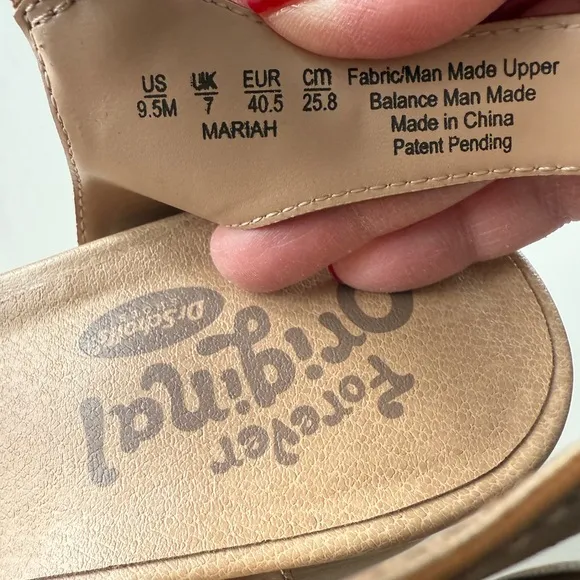 US UK EUR cm
9.5M 7 40.5 25.8
MARIAH
Fabric/Man Made Upper
Balance Man Made
Made in China
Patent Pending
Forever
Original
Dr. Scholl's